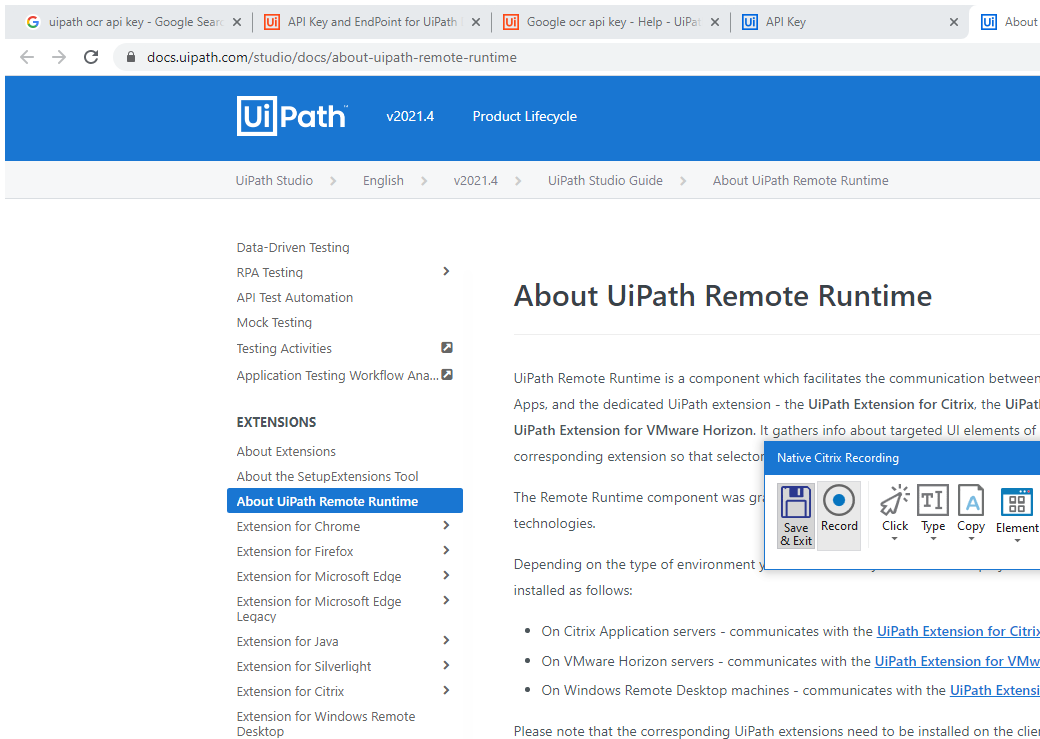 uipath ocr api key - Google Sear
API Key and EndPoint for UiPath
Google ocr api key - Help - UiPat
API Key
About
docs.uipath.com/studio/docs/about-uipath-remote-runtime
UiPath v2021.4 Product Lifecycle
UiPath Studio > English > v2021.4 > UiPath Studio Guide > About UiPath Remote Runtime
Data-Driven Testing
RPA Testing
API Test Automation
Mock Testing
Testing Activities
Application Testing Workflow Ana...
EXTENSIONS
About Extensions
About the SetupExtensions Tool
About UiPath Remote Runtime
Extension for Chrome
Extension for Firefox
Extension for Microsoft Edge
Extension for Microsoft Edge
Legacy
Extension for Java
Extension for Silverlight
Extension for Citrix
Extension for Windows Remote
Desktop
About UiPath Remote Runtime
UiPath Remote Runtime is a component which facilitates the communication between
Apps, and the dedicated UiPath extension - the UiPath Extension for Citrix, the UiPat
UiPath Extension for VMware Horizon. It gathers info about targeted UI elements of
corresponding extension so that selector
The Remote Runtime component was gra
technologies.
Depending on the type of environment y
installed as follows:
• On Citrix Application servers - communicates with the UiPath Extension for Citrix
• On VMware Horizon servers - communicates with the UiPath Extension for VMw
• On Windows Remote Desktop machines - communicates with the UiPath Extensi
Please note that the corresponding UiPath extensions need to be installed on the clie
Native Citrix Recording
Save
& Exit
Record
Click
Type
Copy
Element